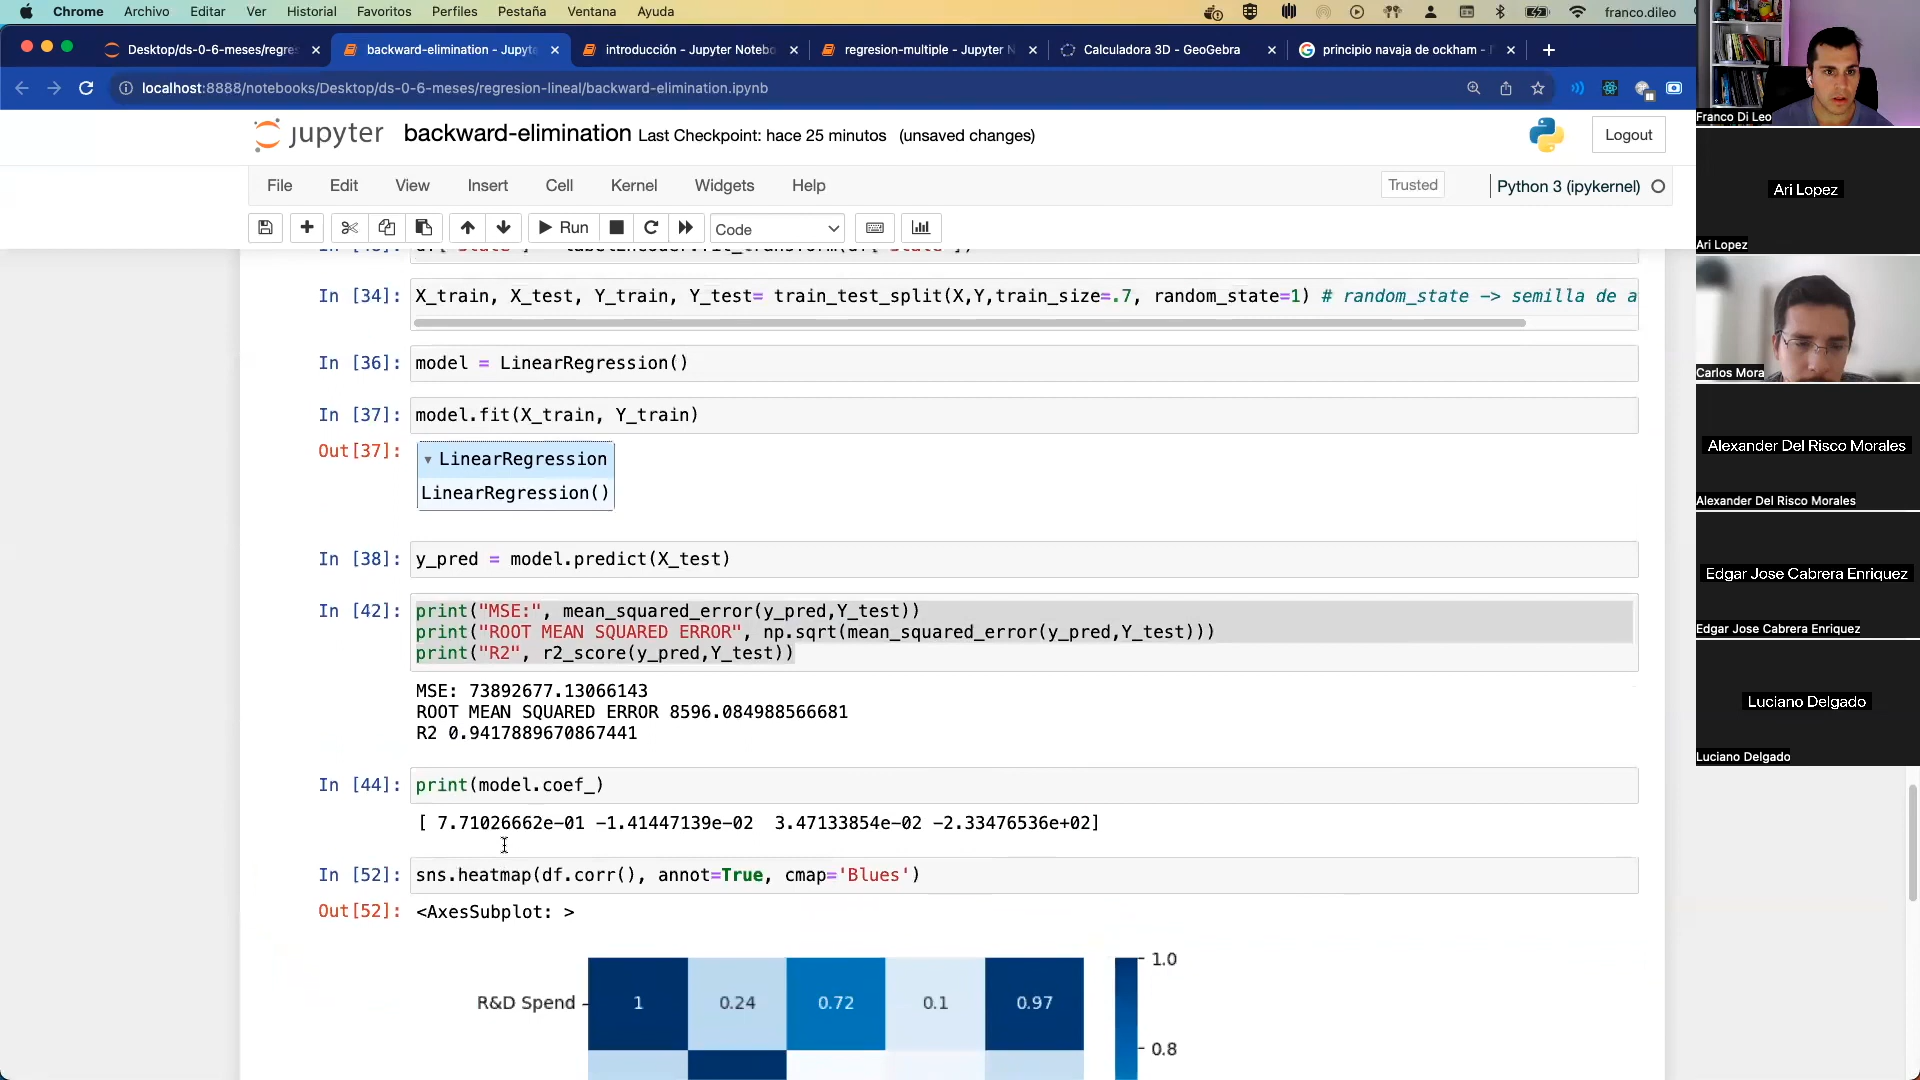 Chrome Archivo Editar Ver Historial Favoritos Perfiles Pestaña Ventana Ayuda franco.dileo
Desktop/ds-0-6-meses/regres
backward-elimination - Jupyte
introducción - Jupyter Notebo
regresion-multiple - Jupyter N
Calculadora 3D - GeoGebra
principio navaja de ockham -
localhost:8888/notebooks/Desktop/ds-0-6-meses/regresion-lineal/backward-elimination.ipynb
jupyter backward-elimination Last Checkpoint: hace 25 minutos (unsaved changes)
Logout
File Edit View Insert Cell Kernel Widgets Help
Trusted
Python 3 (ipykernel)
Run
Code
In [34]: X_train, X_test, Y_train, Y_test= train_test_split(X,Y,train_size=.7, random_state=1) # random_state -> semilla de a
In [36]: model = LinearRegression()
In [37]: model.fit(X_train, Y_train)
Out[37]: ▾ LinearRegression
LinearRegression()
In [38]: y_pred = model.predict(X_test)
In [42]: print("MSE:", mean_squared_error(y_pred,Y_test))
print("ROOT MEAN SQUARED ERROR", np.sqrt(mean_squared_error(y_pred,Y_test)))
print("R2", r2_score(y_pred,Y_test))
MSE: 73892677.13066143
ROOT MEAN SQUARED ERROR 8596.084988566681
R2 0.9417889670867441
In [44]: print(model.coef_)
[ 7.71026662e-01 -1.41447139e-02 3.47133854e-02 -2.33476536e+02]
In [52]: sns.heatmap(df.corr(), annot=True, cmap='Blues')
Out[52]: <AxesSubplot: >
R&D Spend 1 0.24 0.72 0.1 0.97
1.0
0.8
Franco Di Leo
Ari Lopez
Ari Lopez
Carlos Mora
Alexander Del Risco Morales
Alexander Del Risco Morales
Edgar Jose Cabrera Enriquez
Edgar Jose Cabrera Enriquez
Luciano Delgado
Luciano Delgado